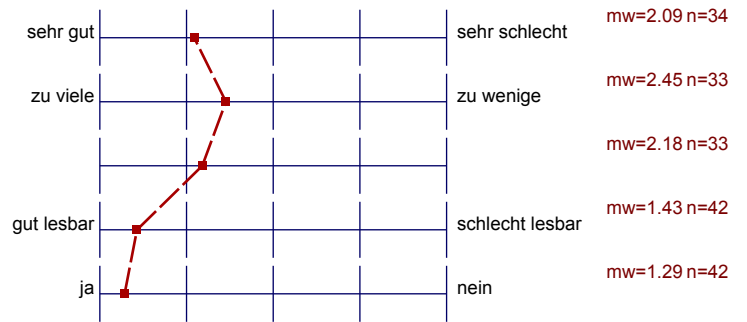 sehr gut sehr schlecht mw=2.09 n=34
zu viele zu wenige mw=2.45 n=33
mw=2.18 n=33
gut lesbar schlecht lesbar mw=1.43 n=42
ja nein mw=1.29 n=42